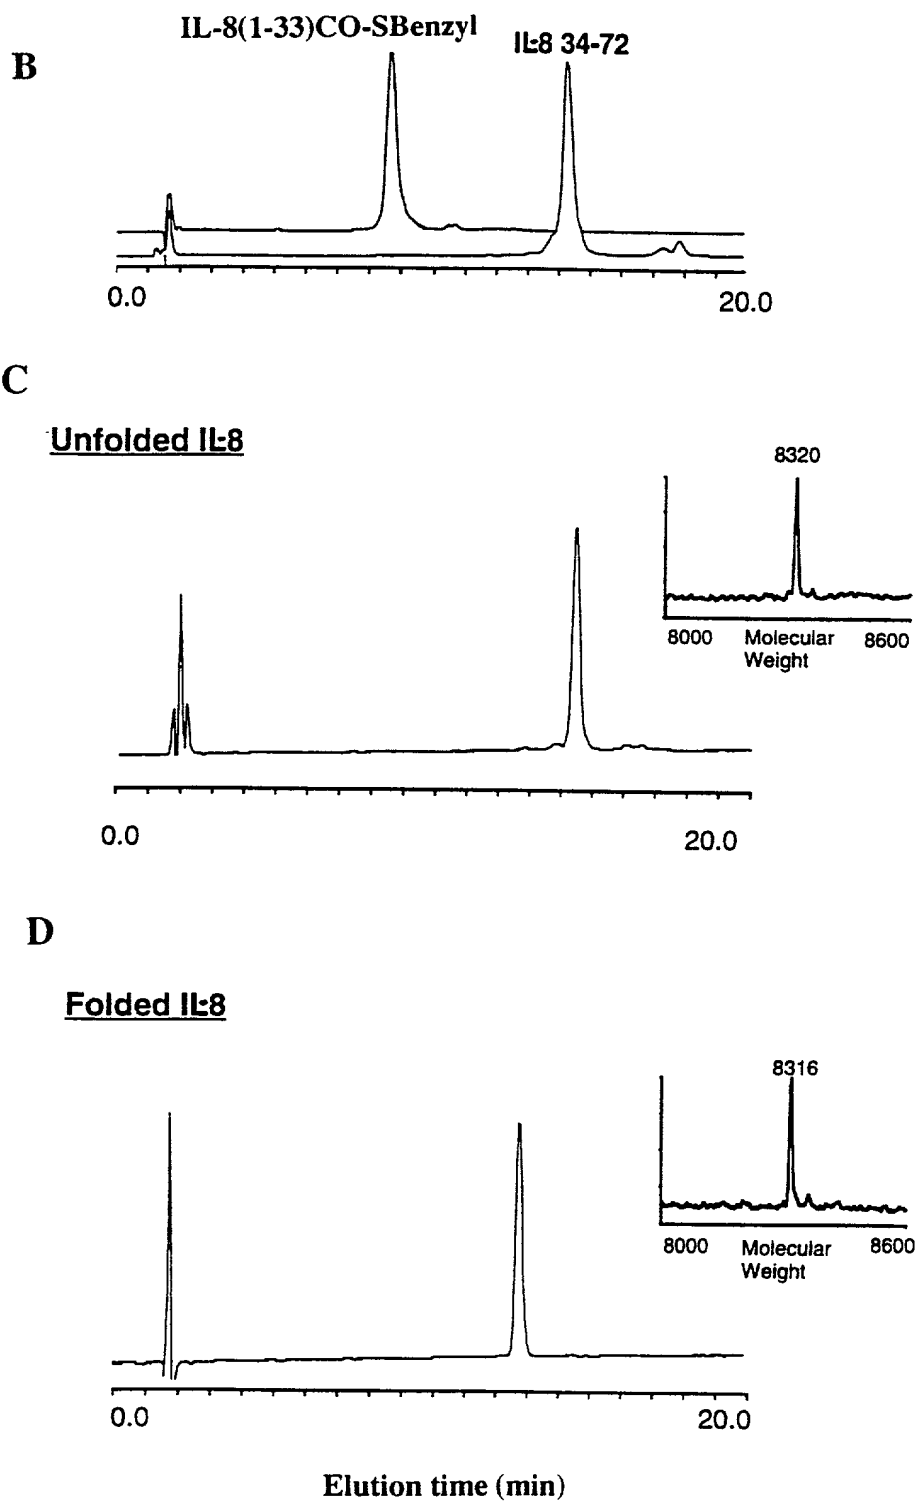 IL-8(1-33)CO-SBenzyl
IL-8 34-72
B
0.0
20.0
C
Unfolded IL-8
8320
8000 Molecular 8600
Weight
0.0
20.0
D
Folded IL-8
8316
8000 Molecular 8600
Weight
0.0
20.0
Elution time (min)